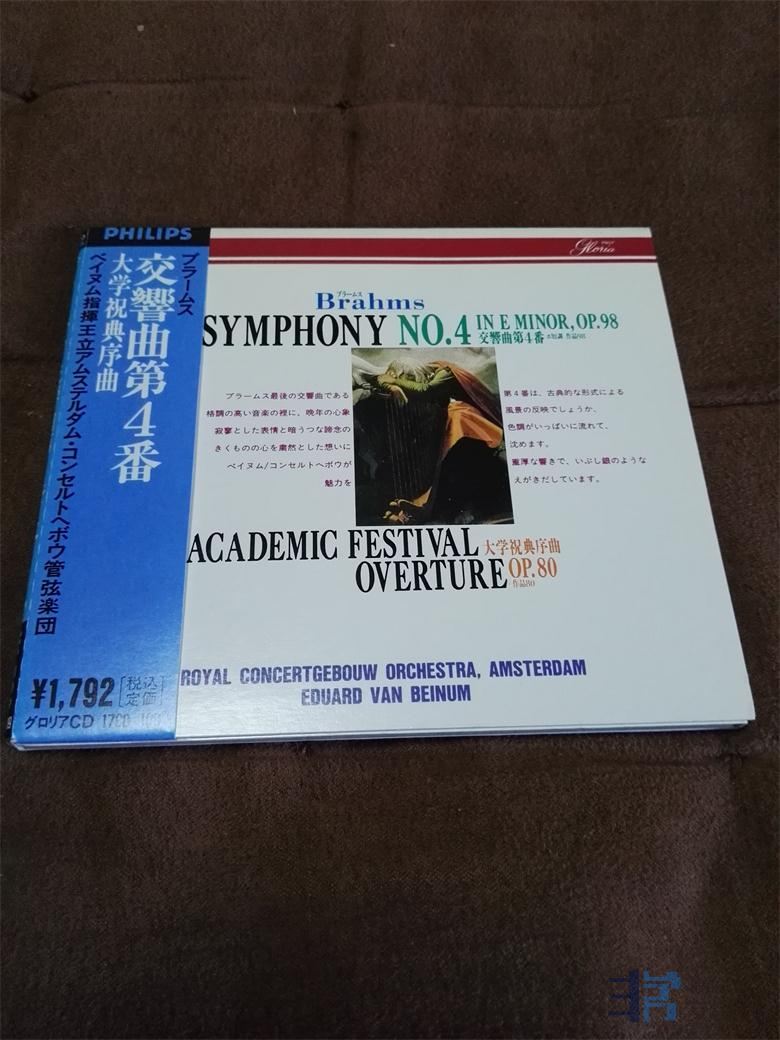 PHILIPS
ブラームス
交響曲第4番
大学祝典序曲
ベイヌム指揮王立アムステルダム・コンセルトヘボウ管弦楽団
¥1,792[税込定価]
グロリアCD 1700
Gloria
ブラームス
Brahms
SYMPHONY NO.4 IN E MINOR, OP.98
交響曲第4番 ホ短調 作品98
ブラームス最後の交響曲である
格調の高い音楽の裡に、晩年の心象
寂寥とした表情と暗うつな諦念の
きくものの心を粛然とした想いに
ベイヌム/コンセルトヘボウが
魅力を
第4番は、古典的な形式による
風景の反映でしょうか、
色調がいっぱいに流れて、
沈めます。
重厚な響きで、いぶし銀のような
えがきだしています。
ACADEMIC FESTIVAL 大学祝典序曲
OVERTURE OP.80
作品80
ROYAL CONCERTGEBOUW ORCHESTRA, AMSTERDAM
EDUARD VAN BEINUM